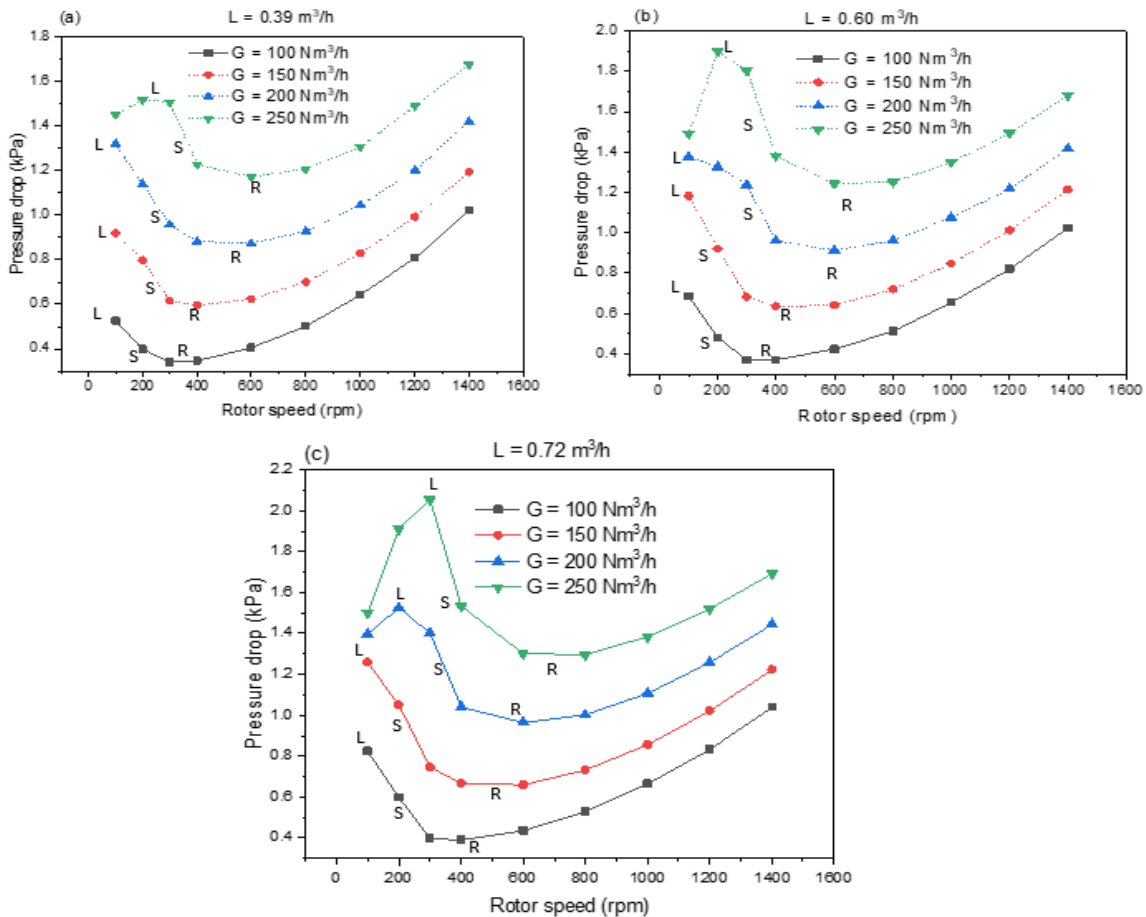 (a)
L = 0.39 m³/h
G = 100 Nm³/h
G = 150 Nm³/h
G = 200 Nm³/h
G = 250 Nm³/h
L
S
R
L
S
R
L
S
R
L
S
R
1.8
1.6
1.4
1.2
1.0
0.8
0.6
0.4
Pressure drop (kPa)
0 200 400 600 800 1000 1200 1400 1600
Rotor speed (rpm)
(b)
L = 0.60 m³/h
G = 100 Nm³/h
G = 150 Nm³/h
G = 200 Nm³/h
G = 250 Nm³/h
L
S
R
L
S
R
L
S
R
L
S
R
2.0
1.8
1.6
1.4
1.2
1.0
0.8
0.6
0.4
Pressure drop (kPa)
0 200 400 600 800 1000 1200 1400 1600
Rotor speed (rpm)
(c)
L = 0.72 m³/h
G = 100 Nm³/h
G = 150 Nm³/h
G = 200 Nm³/h
G = 250 Nm³/h
L
S
R
L
S
R
L
S
R
L
S
R
2.2
2.0
1.8
1.6
1.4
1.2
1.0
0.8
0.6
0.4
Pressure drop (kPa)
0 200 400 600 800 1000 1200 1400 1600
Rotor speed (rpm)